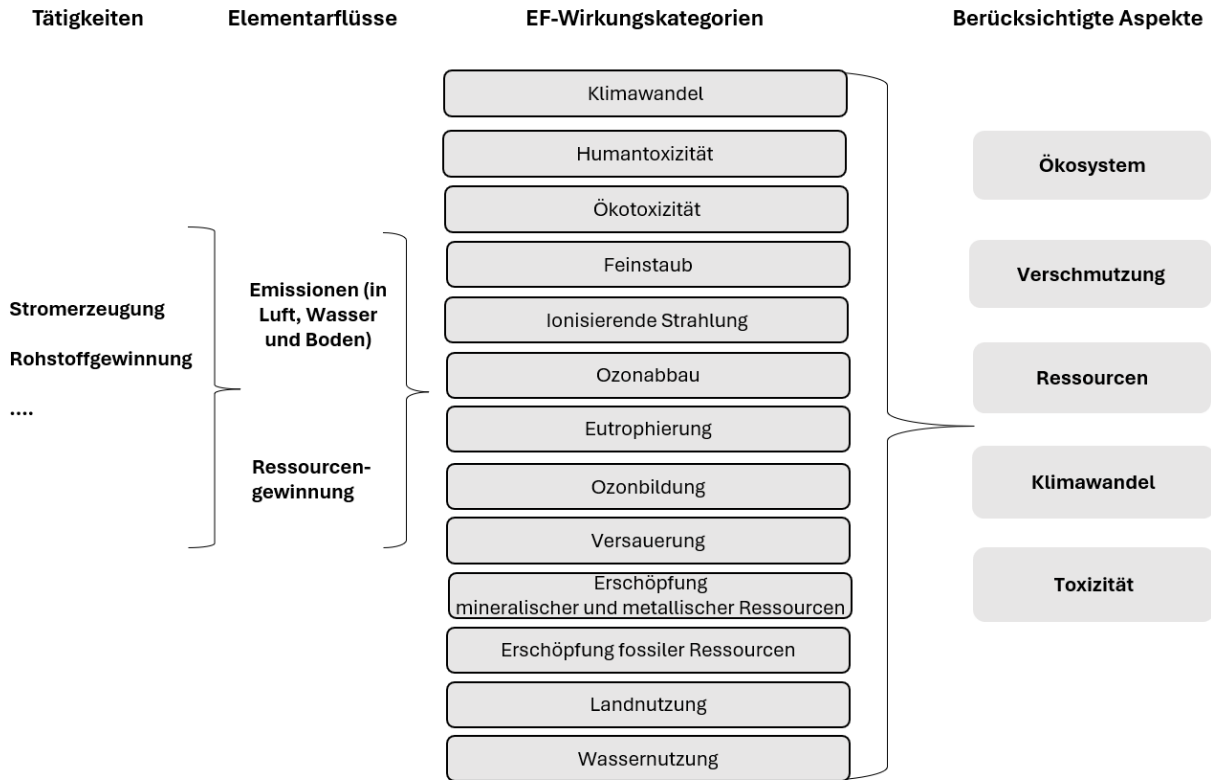 Tätigkeiten
Elementarflüsse
EF-Wirkungskategorien
Berücksichtigte Aspekte
Stromerzeugung
Rohstoffgewinnung
....
Emissionen (in
Luft, Wasser
und Boden)
Ressourcen-
gewinnung
Klimawandel
Humantoxizität
Ökotoxizität
Feinstaub
Ionisierende Strahlung
Ozonabbau
Eutrophierung
Ozonbildung
Versauerung
Erschöpfung
mineralischer und metallischer Ressourcen
Erschöpfung fossiler Ressourcen
Landnutzung
Wassernutzung
Ökosystem
Verschmutzung
Ressourcen
Klimawandel
Toxizität